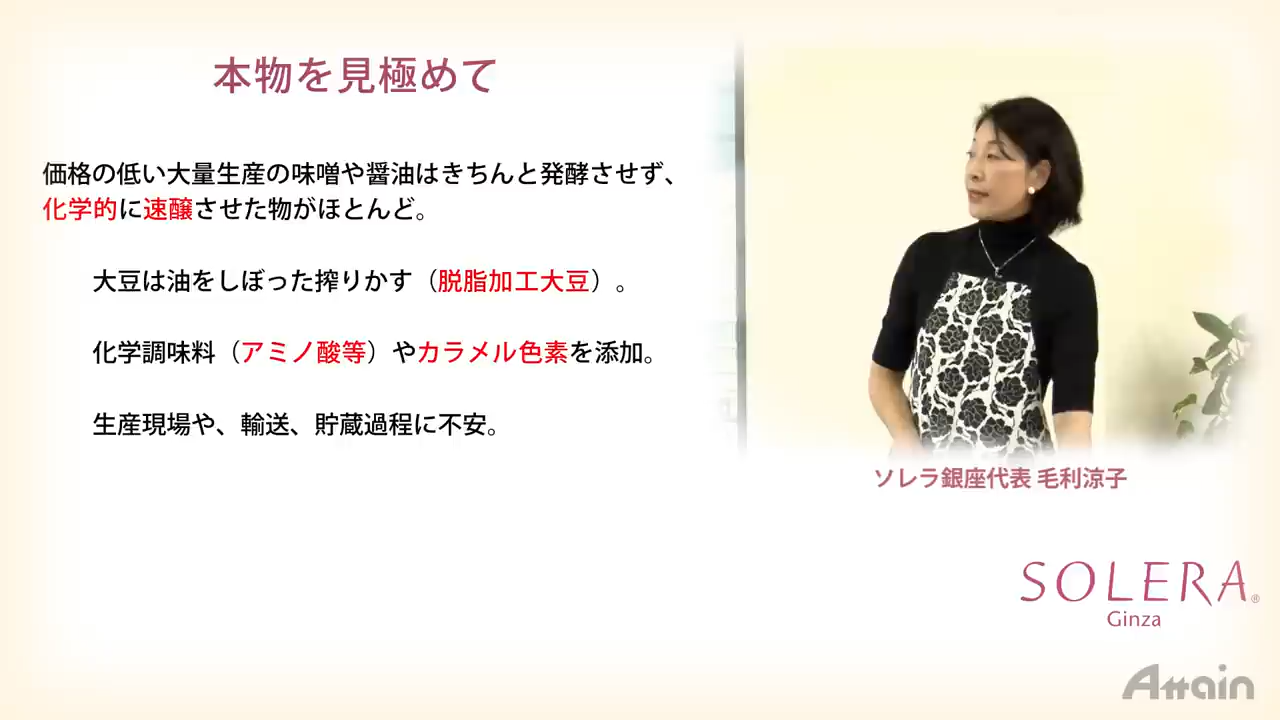 本物を見極めて
価格の低い大量生産の味噌や醤油はきちんと発酵させず、
化学的に速醸させた物がほとんど。
大豆は油をしぼった搾りかす（脱脂加工大豆）。
化学調味料（アミノ酸等）やカラメル色素を添加。
生産現場や、輸送、貯蔵過程に不安。
ソレラ銀座代表 毛利涼子
SOLERA®
Ginza
Attain